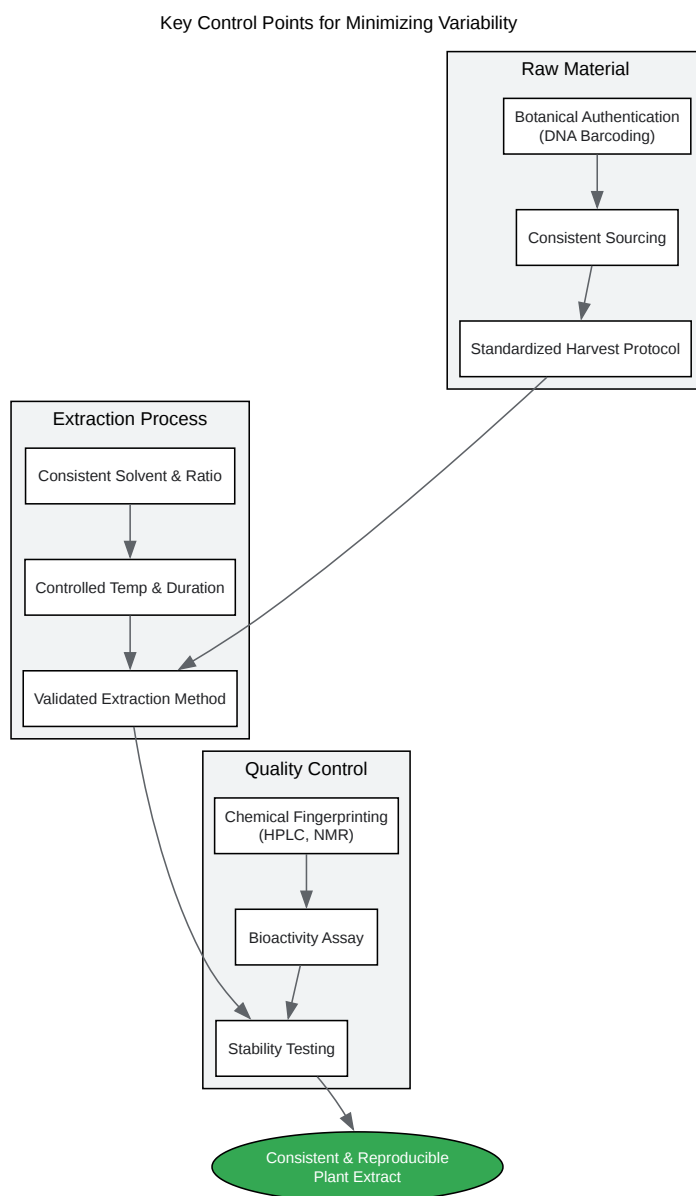 Key Control Points for Minimizing Variability
Raw Material
Botanical Authentication
(DNA Barcoding)
Consistent Sourcing
Standardized Harvest Protocol
Extraction Process
Consistent Solvent & Ratio
Controlled Temp & Duration
Validated Extraction Method
Quality Control
Chemical Fingerprinting
(HPLC, NMR)
Bioactivity Assay
Stability Testing
Consistent & Reproducible
Plant Extract